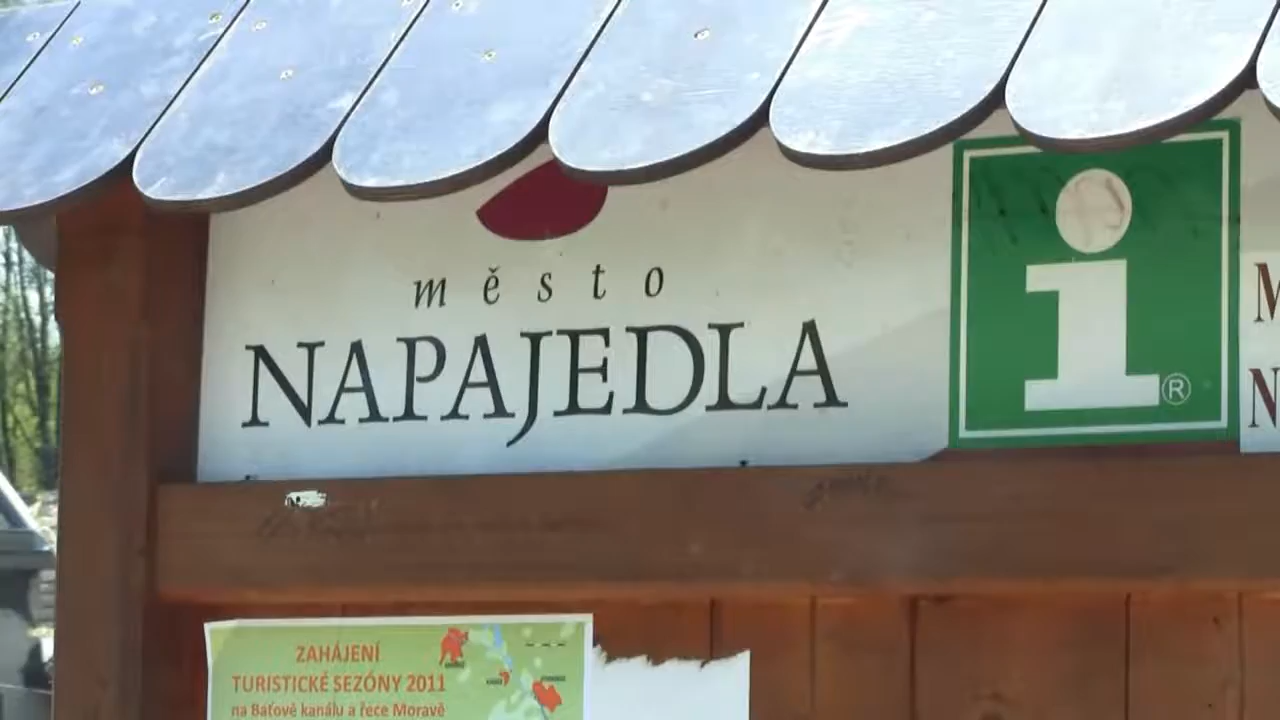 město
NAPAJEDLA
i®
M
N
ZAHÁJENÍ
TURISTICKÉ SEZÓNY 2011
na Baťově kanálu a řece Moravě